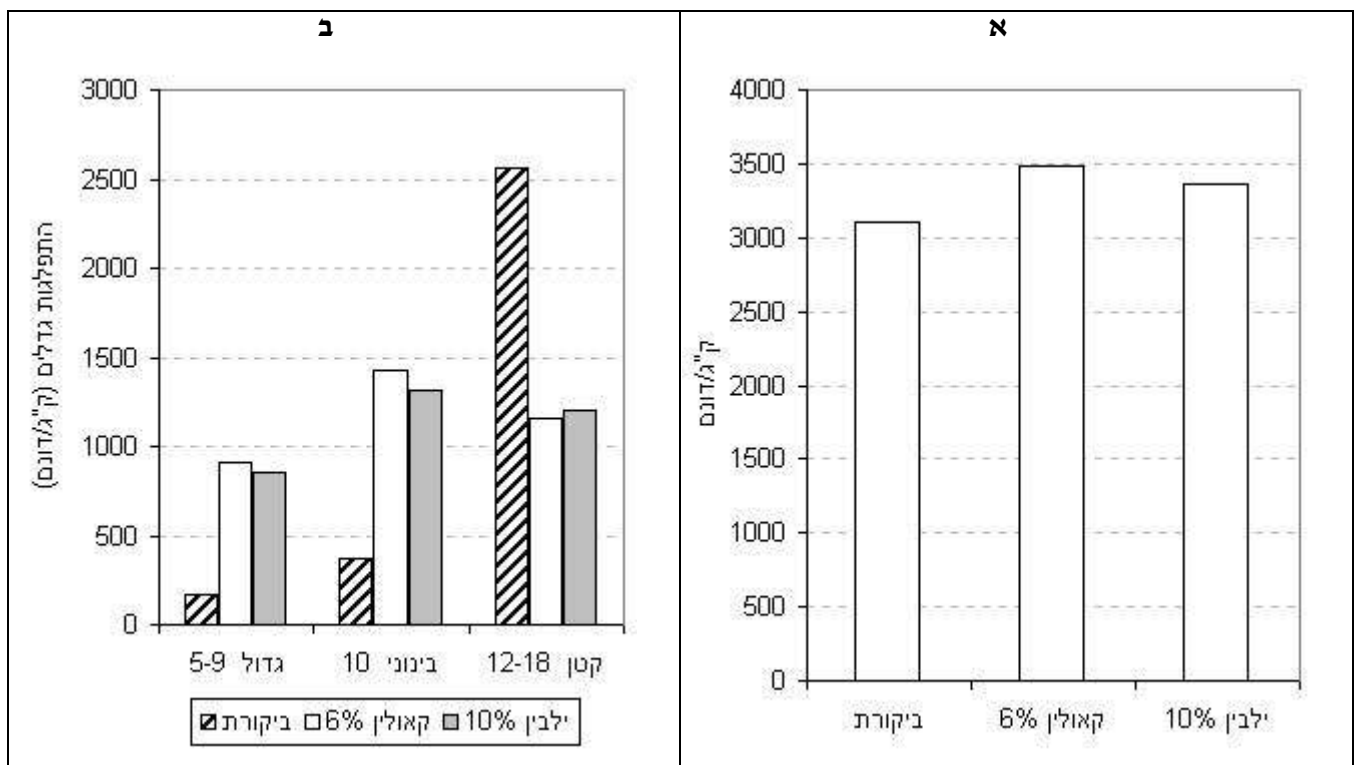 א
4000
3500
3000
2500
2000
1500
1000
500
0
ק"ג/דונם
ביקורת
קאולין 6%
ילבין 10%
ב
3000
2500
2000
1500
1000
500
0
התפלגות גדלים (ק"ג/דונם)
גדול 5-9
בינוני 10
קטן 12-18
ביקורת
קאולין 6%
ילבין 10%